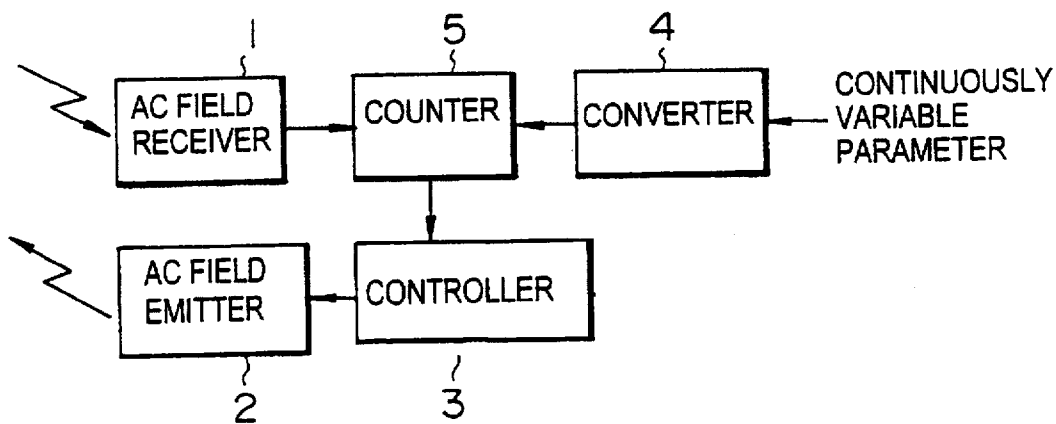 1
5
4
AC FIELD
RECEIVER
COUNTER
CONVERTER
CONTINUOUSLY
VARIABLE
PARAMETER
AC FIELD
EMITTER
CONTROLLER
2
3